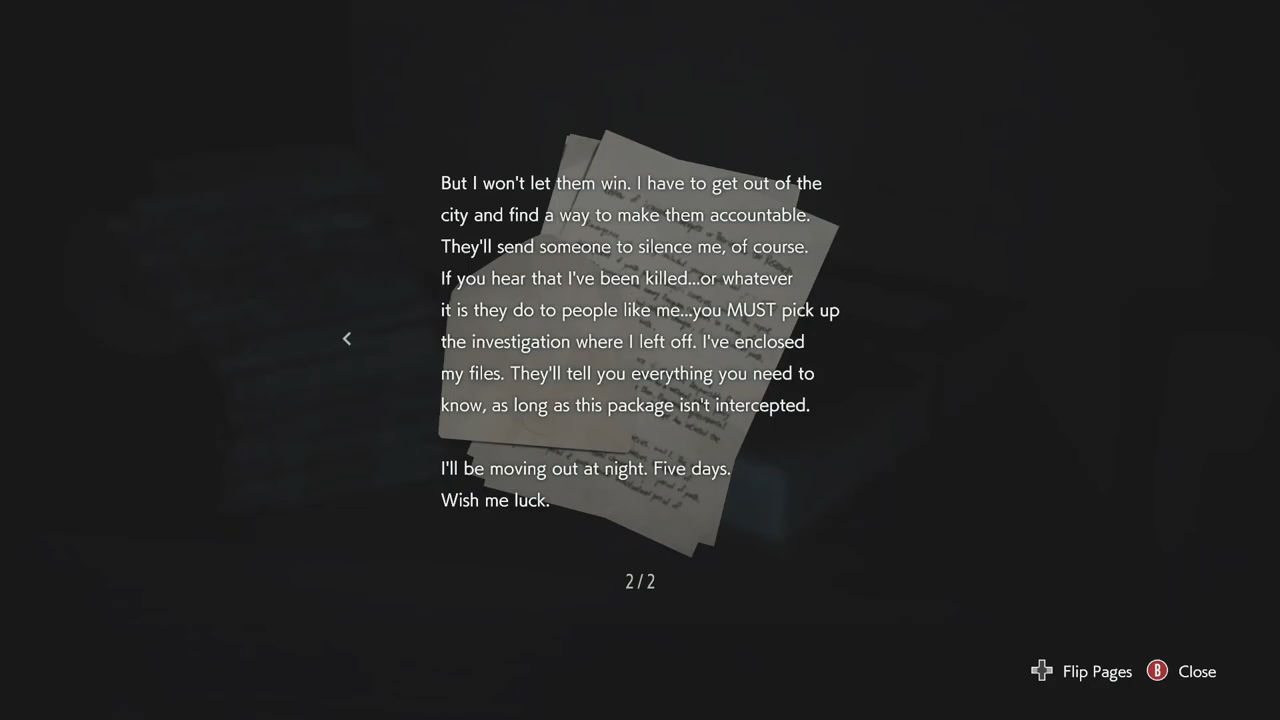 But I won't let them win. I have to get out of the
city and find a way to make them accountable.
They'll send someone to silence me, of course.
If you hear that I've been killed...or whatever
it is they do to people like me...you MUST pick up
the investigation where I left off. I've enclosed
my files. They'll tell you everything you need to
know, as long as this package isn't intercepted.
I'll be moving out at night. Five days.
Wish me luck.
2 / 2
Flip Pages B Close